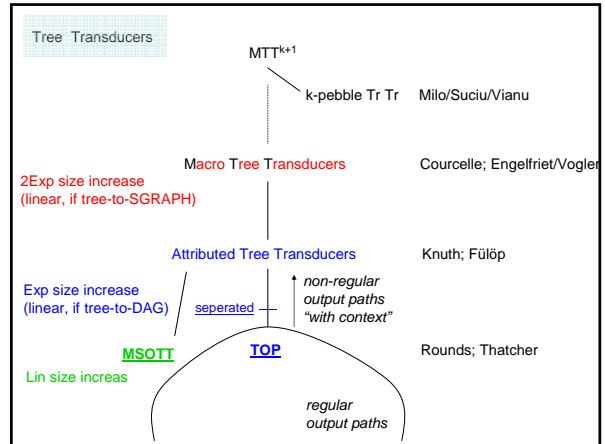 Tree Transducers
MTT^k+1
k-pebble Tr Tr Milo/Suciu/Vianu
Macro Tree Transducers Courcelle; Engelfriet/Vogler
2Exp size increase
(linear, if tree-to-SGRAPH)
Attributed Tree Transducers Knuth; Fülöp
Exp size increase
(linear, if tree-to-DAG)
seperated
non-regular
output paths
“with context”
MSOTT TOP Rounds; Thatcher
Lin size increas
regular
output paths